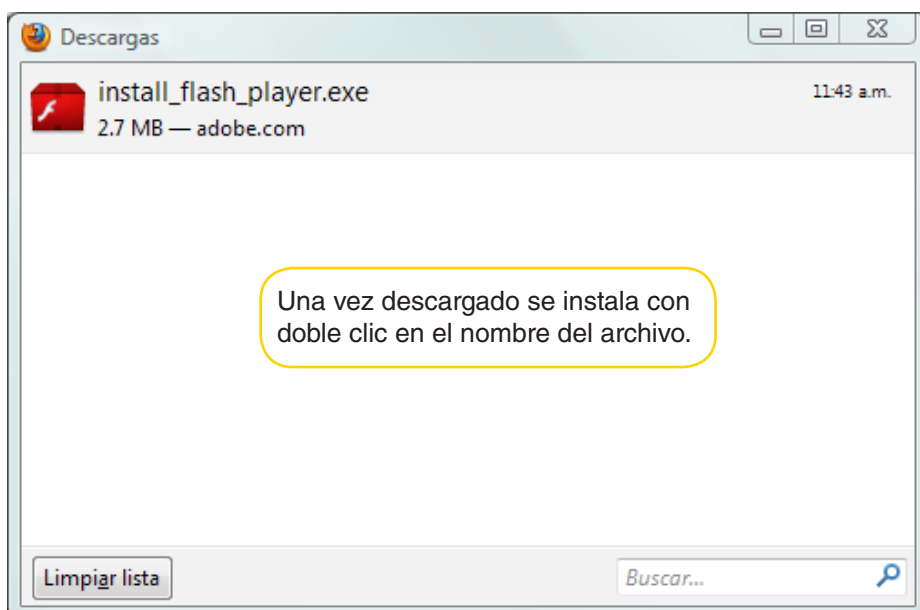 Descargas
install_flash_player.exe
11:43 a.m.
2.7 MB — adobe.com
Una vez descargado se instala con
doble clic en el nombre del archivo.
Limpiar lista
Buscar...